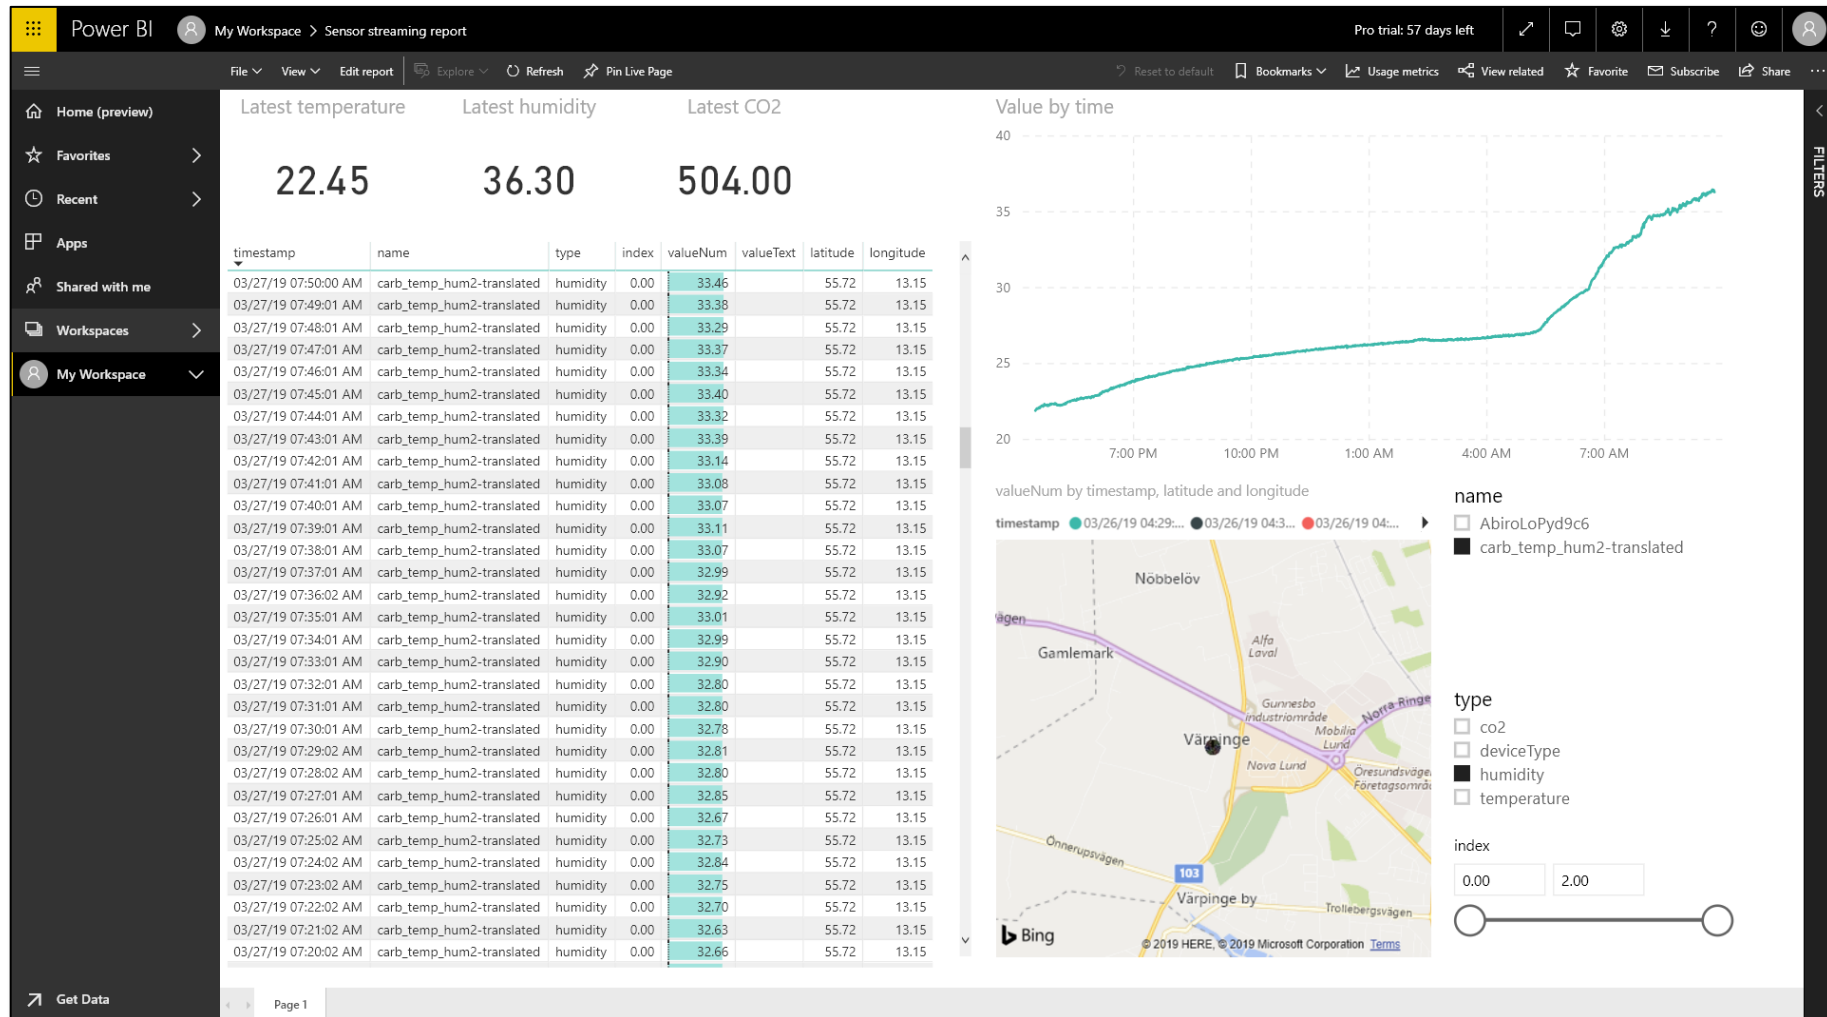 Power BI My Workspace > Sensor streaming report Pro trial: 57 days left
File View Edit report Explore Refresh Pin Live Page Reset to default Bookmarks Usage metrics View related Favorite Subscribe Share
Home (preview)
Favorites
Recent
Apps
Shared with me
Workspaces
My Workspace
Get Data
Latest temperature Latest humidity Latest CO2
22.45 36.30 504.00
timestamp name type index valueNum valueText latitude longitude
03/27/19 07:50:00 AM carb_temp_hum2-translated humidity 0.00 33.46 55.72 13.15
03/27/19 07:49:01 AM carb_temp_hum2-translated humidity 0.00 33.38 55.72 13.15
03/27/19 07:48:01 AM carb_temp_hum2-translated humidity 0.00 33.29 55.72 13.15
03/27/19 07:47:01 AM carb_temp_hum2-translated humidity 0.00 33.37 55.72 13.15
03/27/19 07:46:01 AM carb_temp_hum2-translated humidity 0.00 33.34 55.72 13.15
03/27/19 07:45:01 AM carb_temp_hum2-translated humidity 0.00 33.40 55.72 13.15
03/27/19 07:44:01 AM carb_temp_hum2-translated humidity 0.00 33.32 55.72 13.15
03/27/19 07:43:01 AM carb_temp_hum2-translated humidity 0.00 33.39 55.72 13.15
03/27/19 07:42:01 AM carb_temp_hum2-translated humidity 0.00 33.14 55.72 13.15
03/27/19 07:41:01 AM carb_temp_hum2-translated humidity 0.00 33.08 55.72 13.15
03/27/19 07:40:01 AM carb_temp_hum2-translated humidity 0.00 33.07 55.72 13.15
03/27/19 07:39:01 AM carb_temp_hum2-translated humidity 0.00 33.11 55.72 13.15
03/27/19 07:38:01 AM carb_temp_hum2-translated humidity 0.00 33.07 55.72 13.15
03/27/19 07:37:01 AM carb_temp_hum2-translated humidity 0.00 32.99 55.72 13.15
03/27/19 07:36:02 AM carb_temp_hum2-translated humidity 0.00 32.92 55.72 13.15
03/27/19 07:35:01 AM carb_temp_hum2-translated humidity 0.00 33.01 55.72 13.15
03/27/19 07:34:01 AM carb_temp_hum2-translated humidity 0.00 32.99 55.72 13.15
03/27/19 07:33:01 AM carb_temp_hum2-translated humidity 0.00 32.90 55.72 13.15
03/27/19 07:32:01 AM carb_temp_hum2-translated humidity 0.00 32.80 55.72 13.15
03/27/19 07:31:01 AM carb_temp_hum2-translated humidity 0.00 32.80 55.72 13.15
03/27/19 07:30:01 AM carb_temp_hum2-translated humidity 0.00 32.78 55.72 13.15
03/27/19 07:29:02 AM carb_temp_hum2-translated humidity 0.00 32.81 55.72 13.15
03/27/19 07:28:02 AM carb_temp_hum2-translated humidity 0.00 32.80 55.72 13.15
03/27/19 07:27:01 AM carb_temp_hum2-translated humidity 0.00 32.85 55.72 13.15
03/27/19 07:26:01 AM carb_temp_hum2-translated humidity 0.00 32.67 55.72 13.15
03/27/19 07:25:02 AM carb_temp_hum2-translated humidity 0.00 32.73 55.72 13.15
03/27/19 07:24:02 AM carb_temp_hum2-translated humidity 0.00 32.84 55.72 13.15
03/27/19 07:23:02 AM carb_temp_hum2-translated humidity 0.00 32.75 55.72 13.15
03/27/19 07:22:02 AM carb_temp_hum2-translated humidity 0.00 32.70 55.72 13.15
03/27/19 07:21:02 AM carb_temp_hum2-translated humidity 0.00 32.63 55.72 13.15
03/27/19 07:20:02 AM carb_temp_hum2-translated humidity 0.00 32.66 55.72 13.15
Value by time
40
35
30
25
20
7:00 PM 10:00 PM 1:00 AM 4:00 AM 7:00 AM
valueNum by timestamp, latitude and longitude
timestamp 03/26/19 04:29:... 03/26/19 04:3... 03/26/19 04:...
Nöbbelöv
ägen
Alfa
Laval
Gamlemark
Gunnesbo
industriområde
Norra Ringe
Mobilia
Lund
Värpinge
Nova Lund
Öresundsväge
Företagsområ
Önnerupsvägen
103
Värpinge by
Trollebergsvägen
Bing
© 2019 HERE, © 2019 Microsoft Corporation Terms
name
AbiroLoPyd9c6
carb_temp_hum2-translated
type
co2
deviceType
humidity
temperature
index
0.00 2.00
FILTERS
Page 1